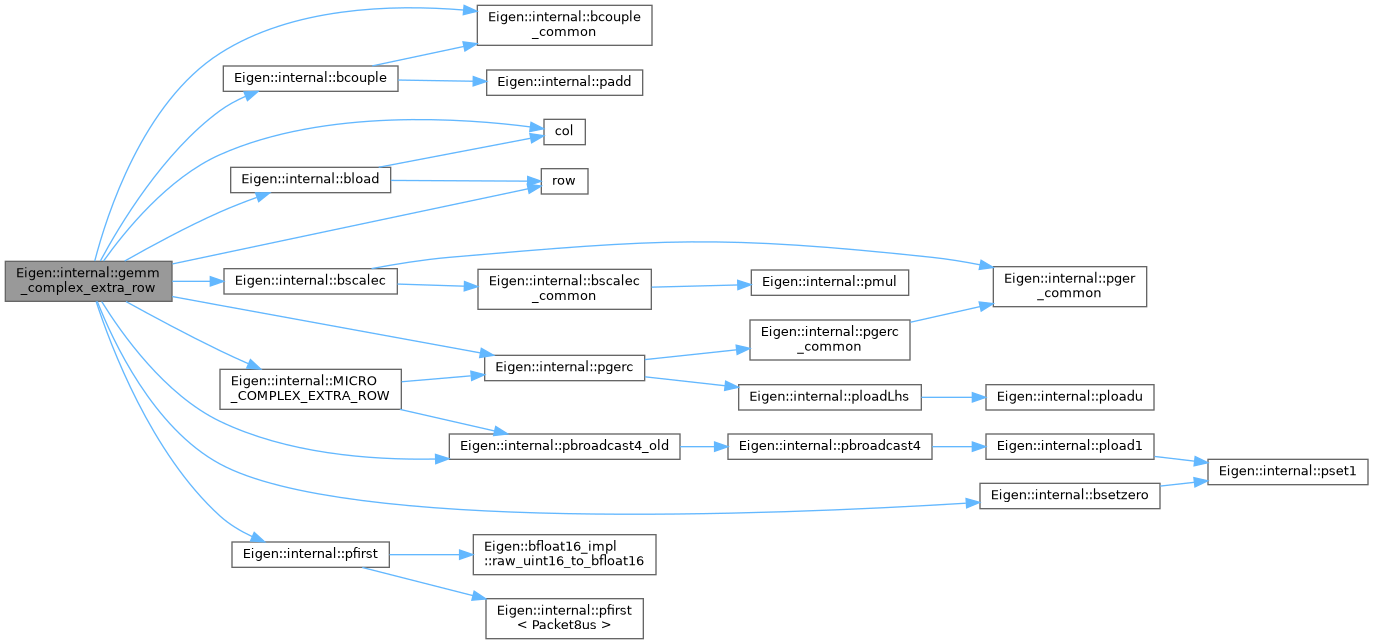 Eigen::internal::gemm
_complex_extra_row
Eigen::internal::bcouple
_common
Eigen::internal::bcouple
Eigen::internal::padd
col
Eigen::internal::bload
row
Eigen::internal::bscalec
Eigen::internal::bscalec
_common
Eigen::internal::pmul
Eigen::internal::pger
_common
Eigen::internal::pgerc
_common
Eigen::internal::pgerc
Eigen::internal::MICRO
_COMPLEX_EXTRA_ROW
Eigen::internal::ploadLhs
Eigen::internal::ploadu
Eigen::internal::pbroadcast4_old
Eigen::internal::pbroadcast4
Eigen::internal::pload1
Eigen::internal::pset1
Eigen::internal::bsetzero
Eigen::internal::pfirst
Eigen::bfloat16_impl
::raw_uint16_to_bfloat16
Eigen::internal::pfirst
< Packet8us >